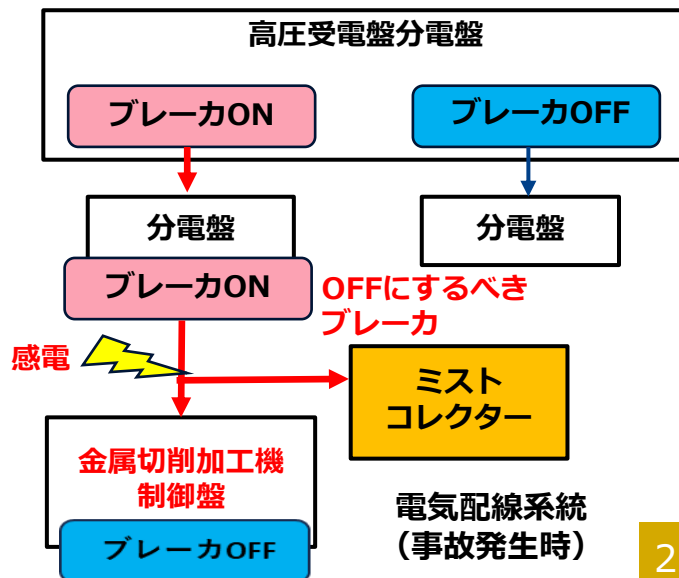 高圧受電盤分電盤
ブレーカON
ブレーカOFF
分電盤
分電盤
ブレーカON
OFFにするべき
ブレーカ
感電
ミスト
コレクター
金属切削加工機
制御盤
ブレーカOFF
電気配線系統
（事故発生時）
2